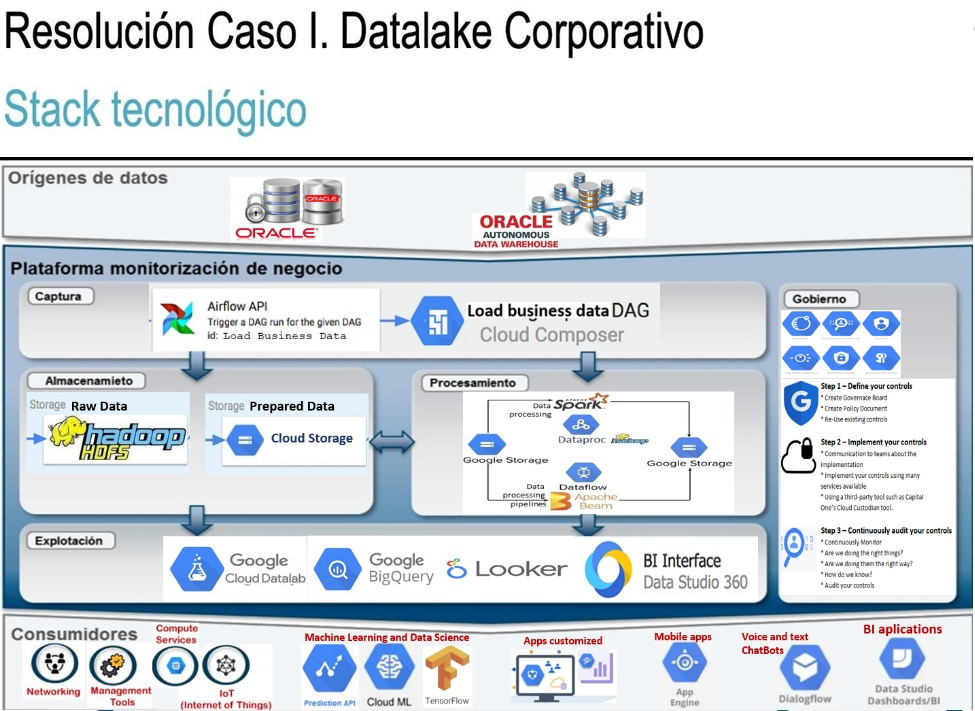 Resolución Caso I. Datalake Corporativo
Stack tecnológico
Orígenes de datos
ORACLE
ORACLE
ORACLE
AUTONOMOUS
DATA WAREHOUSE
Plataforma monitorización de negocio
Captura
Airflow API
Trigger a DAG run for the given DAG
id: Load Business Data
Load business data DAG
Cloud Composer
Gobierno
Step 1 – Define your controls
* Create Governace Board
* Create Policy Document
* Re-Use existing controls
Step 2 – Implement your controls
* Communication to teams about the
implementation
* Implement your controls using many
services available
* Using a third-party tool such as Capital
One's Cloud Custodian tool.
Step 3 – Continuously audit your controls
* Continuously Monitor
* Are we doing the right things?
* Are we doing them the right way?
* How do we know?
* Audit your controls
Almacenamieto
Storage Raw Data
hadoop
HDFS
Storage Prepared Data
Cloud Storage
Procesamiento
Data
processing
APACHE
Spark
Dataproc
hadoop
Google Storage
Google Storage
Dataflow
Data
processing
pipelines
Apache
Beam
Explotación
Google
Cloud Datalab
Google
BigQuery
Looker
BI Interface
Data Studio 360
Consumidores
Networking
Management
Tools
Compute
Services
IoT
(Internet of Things)
Machine Learning and Data Science
Prediction API
Cloud ML
TensorFlow
Apps customized
Mobile apps
App
Engine
Voice and text
ChatBots
Dialogflow
BI aplications
Data Studio
Dashboards/BI